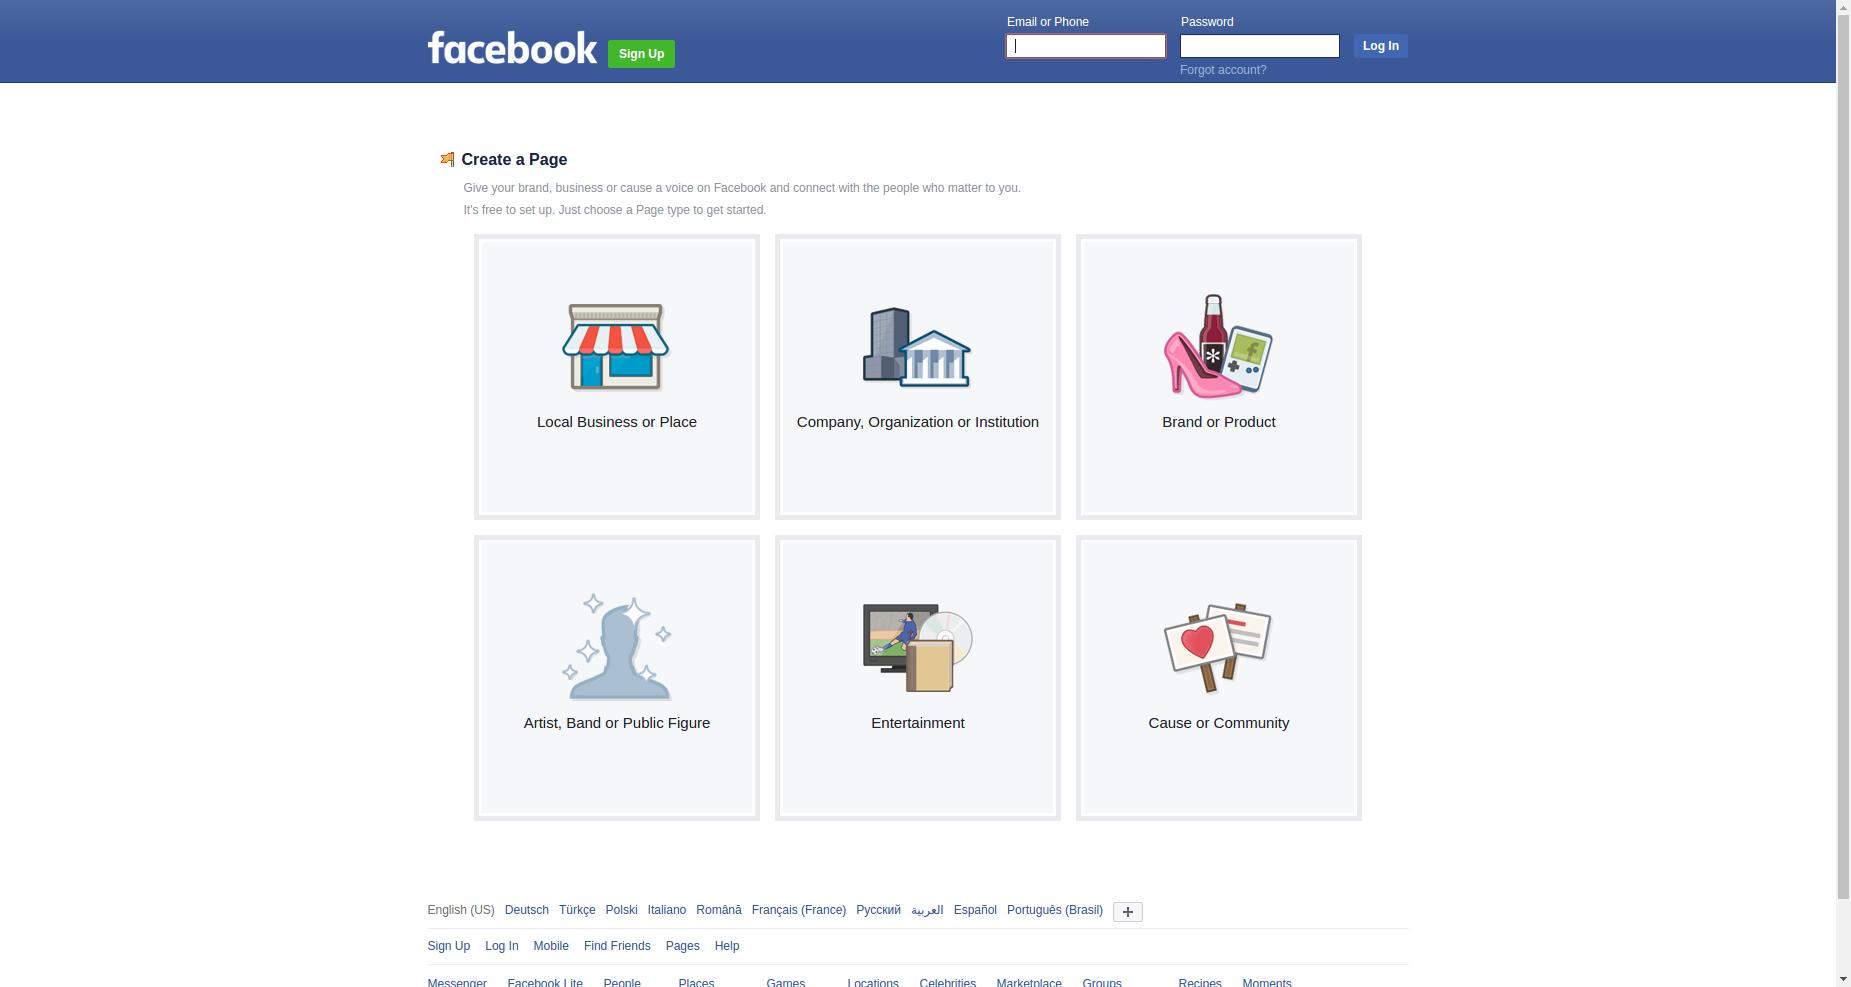 Email or Phone Password
facebook Sign Up Log In
Forgot account?
Create a Page
Give your brand, business or cause a voice on Facebook and connect with the people who matter to you.
It's free to set up. Just choose a Page type to get started.
Local Business or Place Company, Organization or Institution Brand or Product
Artist, Band or Public Figure Entertainment Cause or Community
English (US) Deutsch Türkçe Polski Italiano Română Français (France) Русский العربية Español Português (Brasil)
Sign Up Log In Mobile Find Friends Pages Help
Messenger Facebook Lite People Places Games Locations Celebrities Marketplace Groups Recipes Moments